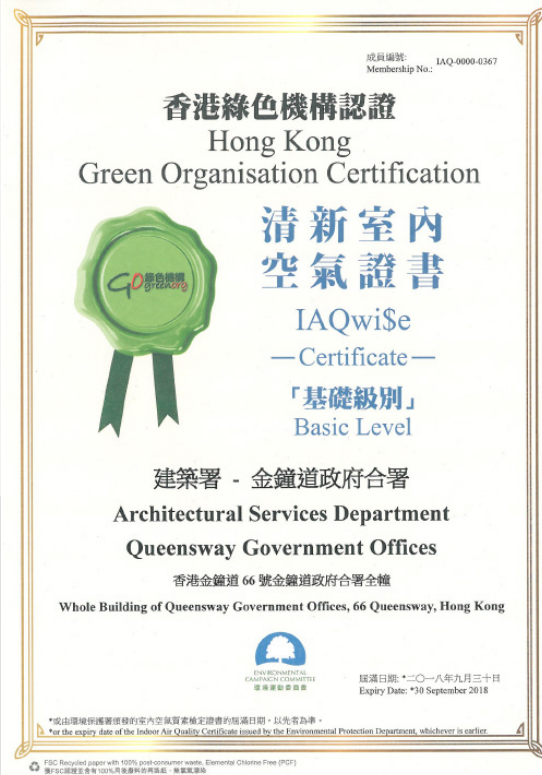 成員編號:
Membership No.: IAQ-0000-0367
香港綠色機構認證
Hong Kong
Green Organisation Certification
清新室內
空氣證書
IAQwi$e
—Certificate—
「基礎級別」
Basic Level
GO綠色機構
greenorg
建築署 - 金鐘道政府合署
Architectural Services Department
Queensway Government Offices
香港金鐘道 66 號金鐘道政府合署全幢
Whole Building of Queensway Government Offices, 66 Queensway, Hong Kong
ENVIRONMENTAL
CAMPAIGN COMMITTEE
環境運動委員會
屆滿日期: *二〇一八年九月三十日
Expiry Date: *30 September 2018
*或由環境保護署頒發的室內空氣質素檢定證書的屆滿日期，以先者為準。
*or the expiry date of the Indoor Air Quality Certificate issued by the Environmental Protection Department, whichever is earlier.
FSC Recycled paper with 100% post-consumer waste, Elemental Chlorine Free (PCF)